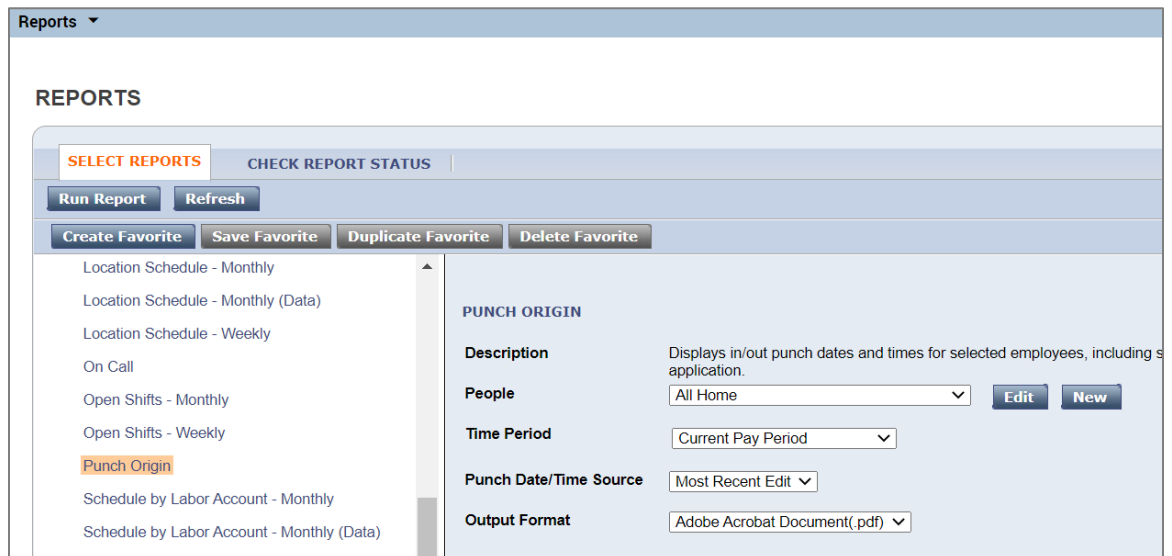 Reports
REPORTS
SELECT REPORTS CHECK REPORT STATUS
Run Report Refresh
Create Favorite Save Favorite Duplicate Favorite Delete Favorite
Location Schedule - Monthly
Location Schedule - Monthly (Data)
Location Schedule - Weekly
On Call
Open Shifts - Monthly
Open Shifts - Weekly
Punch Origin
Schedule by Labor Account - Monthly
Schedule by Labor Account - Monthly (Data)
PUNCH ORIGIN
Description Displays in/out punch dates and times for selected employees, including s
application.
People All Home Edit New
Time Period Current Pay Period
Punch Date/Time Source Most Recent Edit
Output Format Adobe Acrobat Document(.pdf)